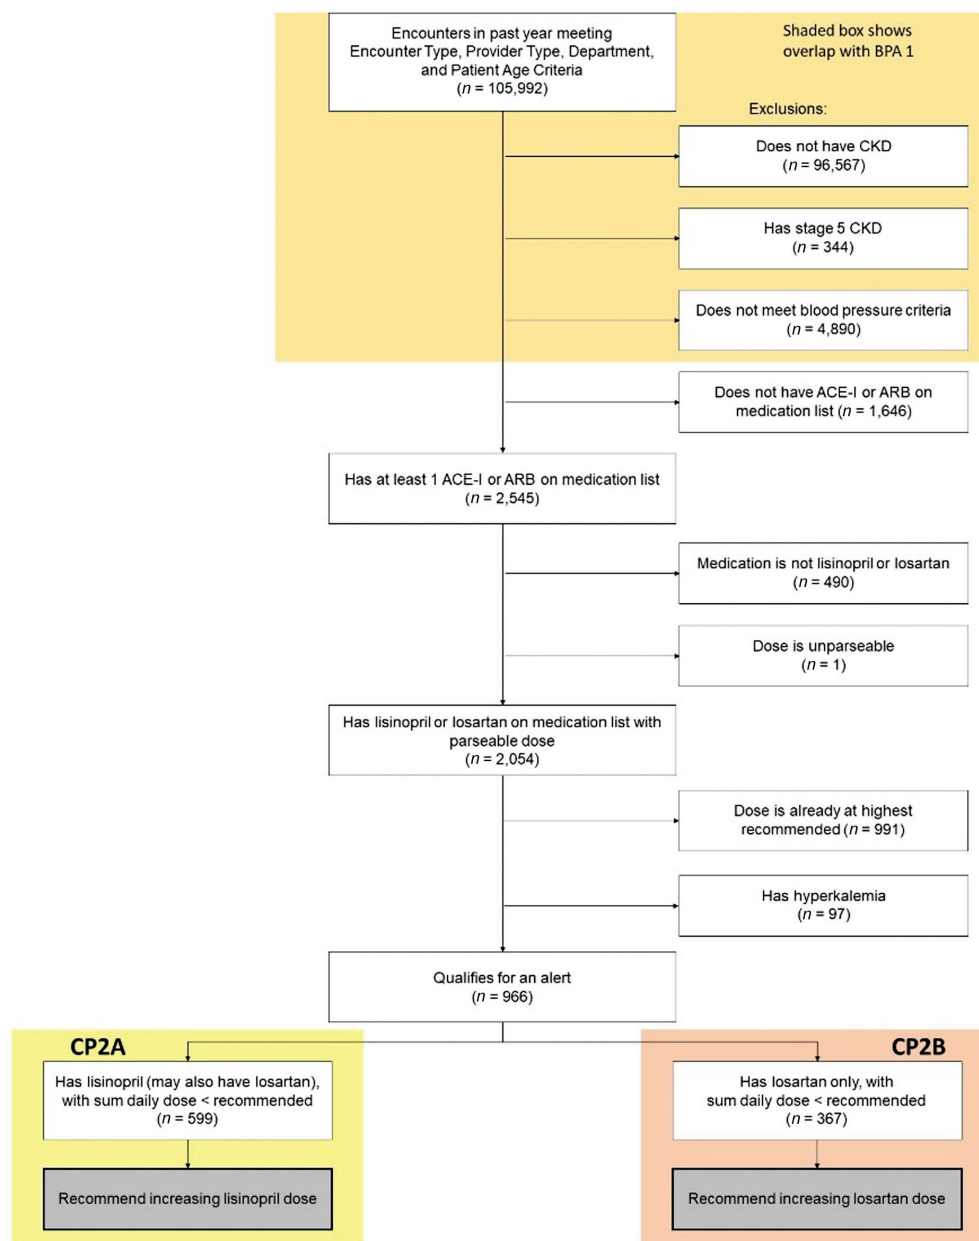 Encounters in past year meeting
Encounter Type, Provider Type, Department,
and Patient Age Criteria
(n = 105,992)
Shaded box shows
overlap with BPA 1
Exclusions:
Does not have CKD
(n = 96,567)
Has stage 5 CKD
(n = 344)
Does not meet blood pressure criteria
(n = 4,890)
Does not have ACE-I or ARB on
medication list (n = 1,646)
Has at least 1 ACE-I or ARB on medication list
(n = 2,545)
Medication is not lisinopril or losartan
(n = 490)
Dose is unparseable
(n = 1)
Has lisinopril or losartan on medication list with
parseable dose
(n = 2,054)
Dose is already at highest
recommended (n = 991)
Has hyperkalemia
(n = 97)
Qualifies for an alert
(n = 966)
CP2A
Has lisinopril (may also have losartan),
with sum daily dose < recommended
(n = 599)
Recommend increasing lisinopril dose
CP2B
Has losartan only, with
sum daily dose < recommended
(n = 367)
Recommend increasing losartan dose